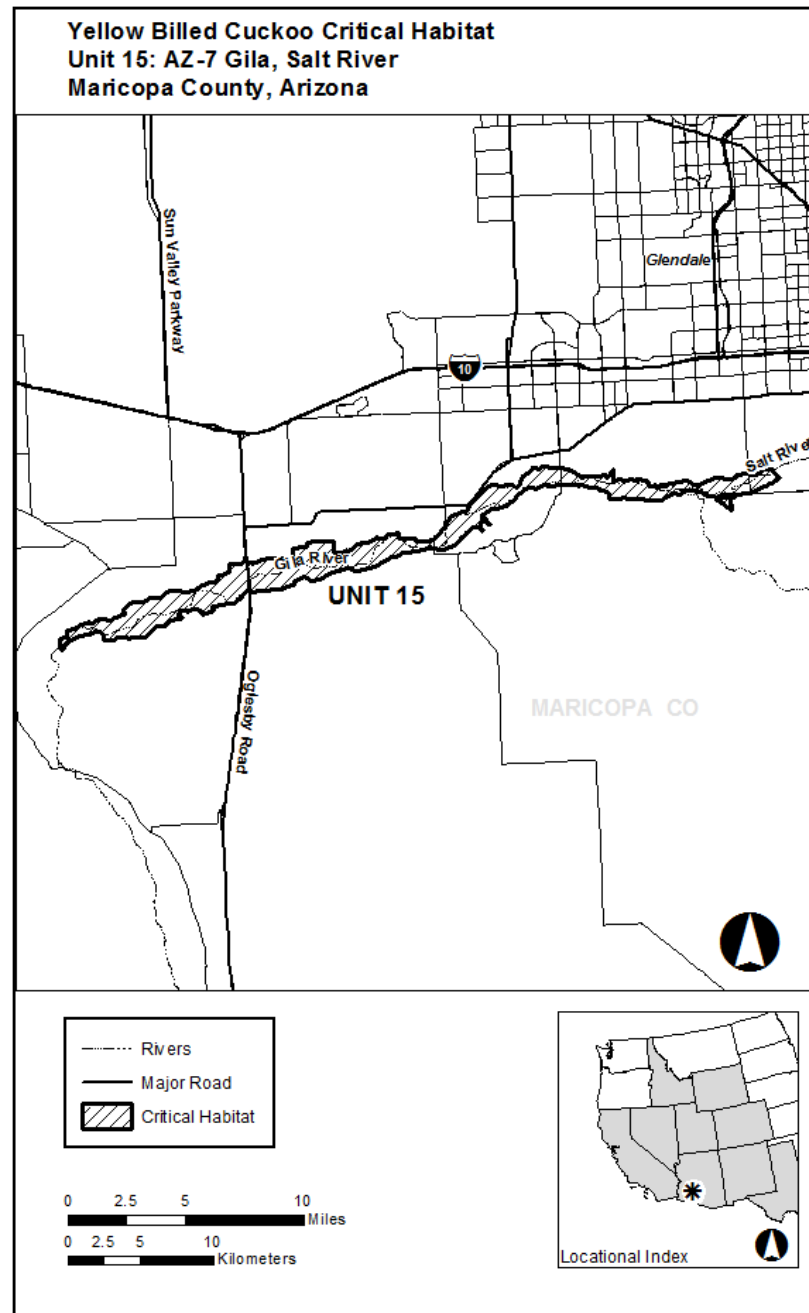 Yellow Billed Cuckoo Critical Habitat
Unit 15: AZ-7 Gila, Salt River
Maricopa County, Arizona
Sun Valley Parkway
Glendale
10
Salt River
Gila River
UNIT 15
Oglesby Road
MARICOPA CO
Rivers
Major Road
Critical Habitat
0 2.5 5 10
Miles
0 2.5 5 10
Kilometers
Locational Index